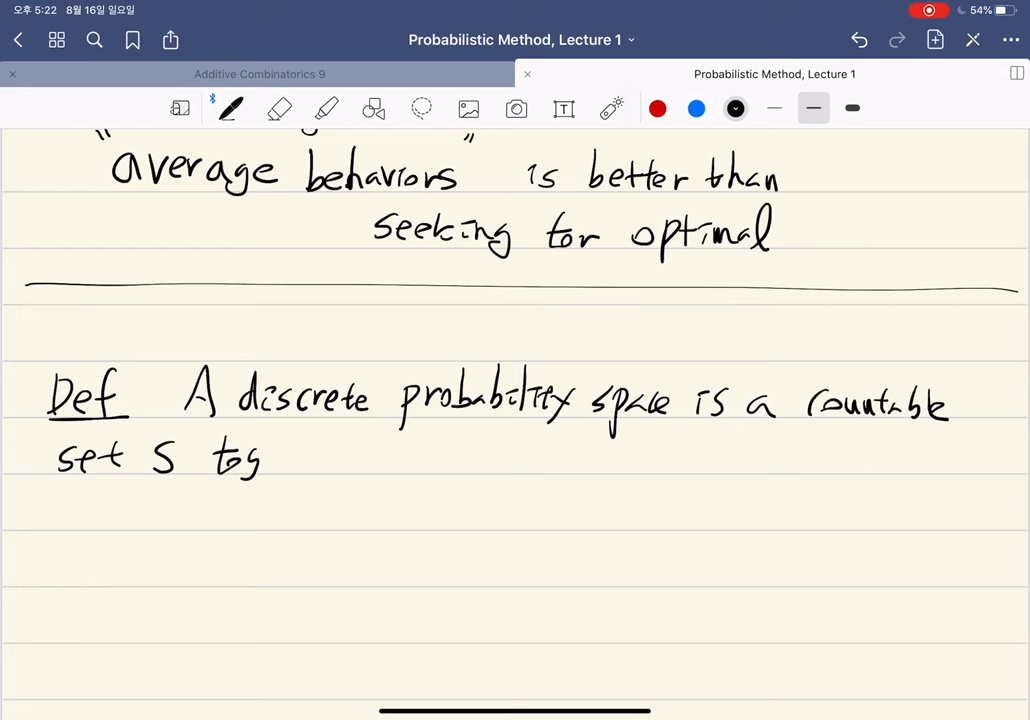 오후 5:22 8월 16일 일요일
54%
Probabilistic Method, Lecture 1
Additive Combinatorics 9
Probabilistic Method, Lecture 1
"average behaviors" is better than
seeking for optimal
Def A discrete probability space is a countable
set S tog